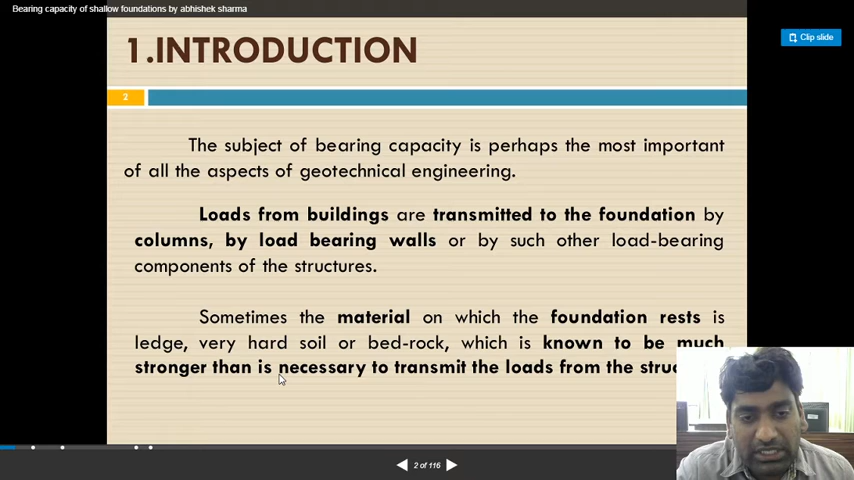 Bearing capacity of shallow foundations by abhishek sharma
1.INTRODUCTION
Clip slide
2
The subject of bearing capacity is perhaps the most important
of all the aspects of geotechnical engineering.
Loads from buildings are transmitted to the foundation by
columns, by load bearing walls or by such other load-bearing
components of the structures.
Sometimes the material on which the foundation rests is
ledge, very hard soil or bed-rock, which is known to be much
stronger than is necessary to transmit the loads from the
2 of 116